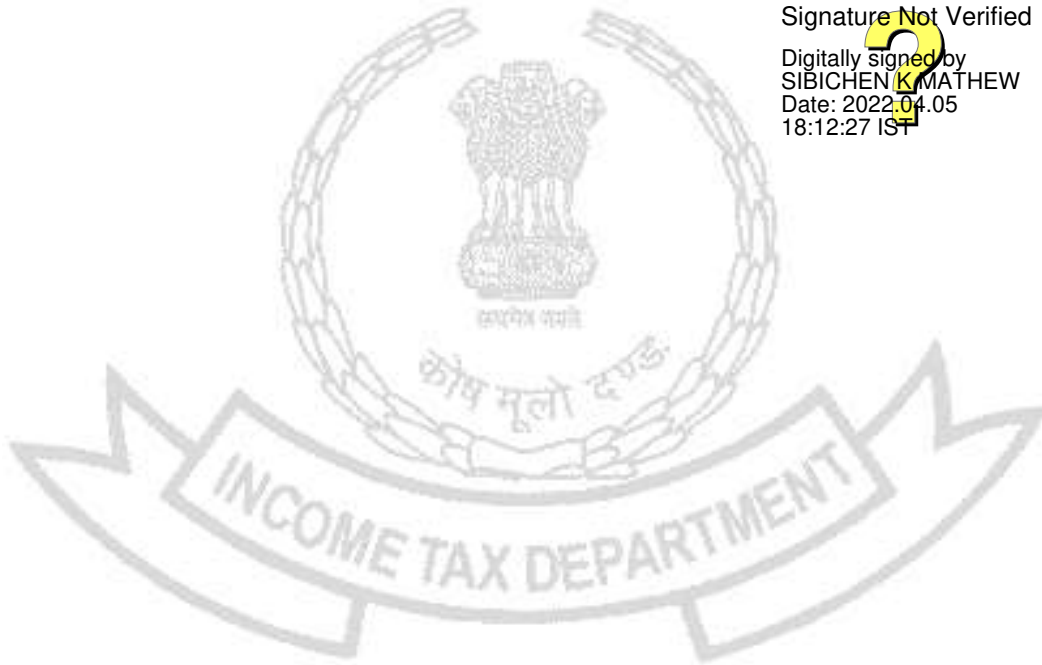 Signature Not Verified
Digitally signed by
SIBICHEN K MATHEW
Date: 2022.04.05
18:12:27 IST
सत्यमेव जयते
कोष मूलो दण्ड:
INCOME TAX DEPARTMENT